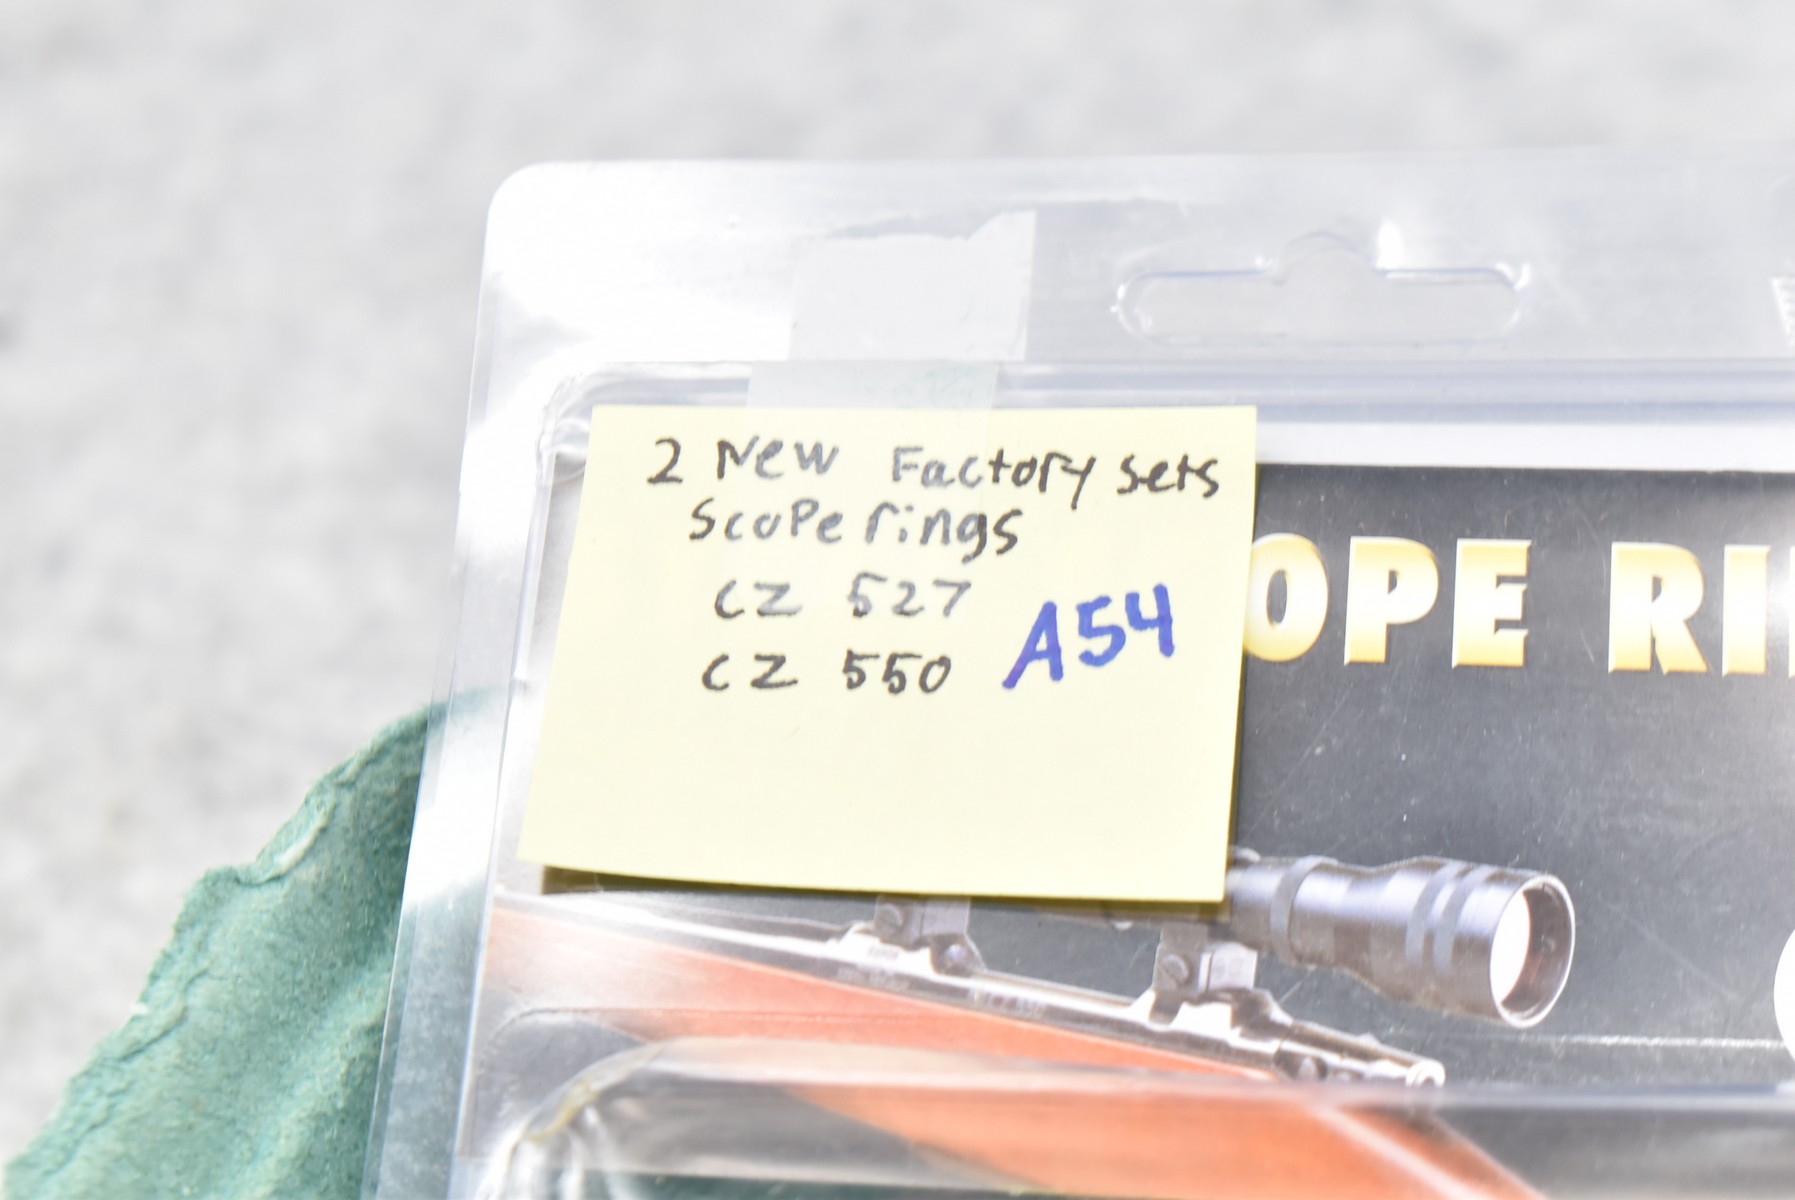 2 New Factory sets
Scope rings
CZ 527
CZ 550
A54
OPE RI